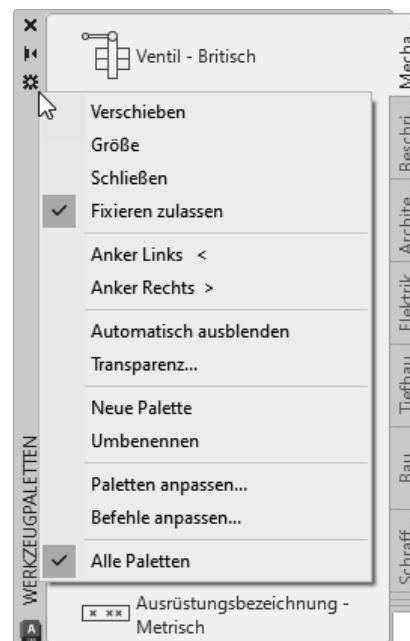 Ventil - Britisch
Verschieben
Größe
Schließen
Fixieren zulassen
Anker Links <
Anker Rechts >
Automatisch ausblenden
Transparenz...
Neue Palette
Umbenennen
Paletten anpassen...
Befehle anpassen...
Alle Paletten
Ausrüstungsbezeichnung -
Metrisch
WERKZEUGPALETTEN
Mecha
Beschri
Archite
Elektrik
Tiefbau
Bau
Schraff